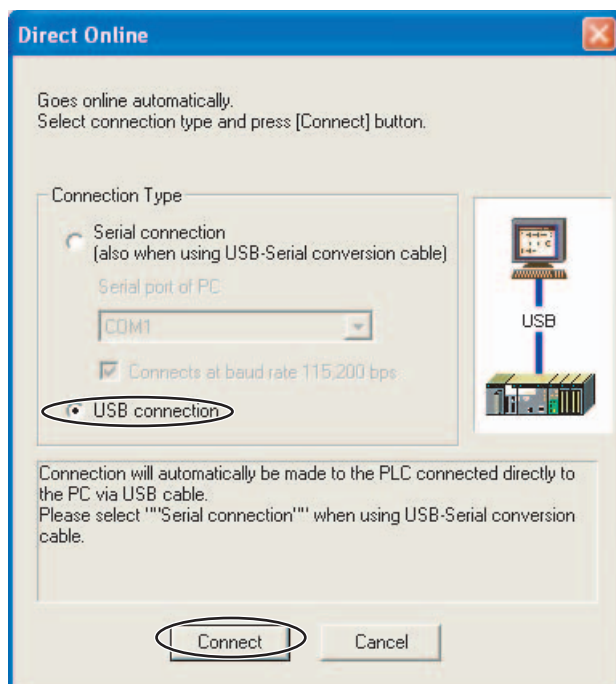 Direct Online
Goes online automatically.
Select connection type and press [Connect] button.
Connection Type
Serial connection
(also when using USB-Serial conversion cable)
Serial port of PC
COM1
Connects at baud rate 115,200 bps
USB connection
USB
Connection will automatically be made to the PLC connected directly to
the PC via USB cable.
Please select ""Serial connection"" when using USB-Serial conversion
cable.
Connect
Cancel